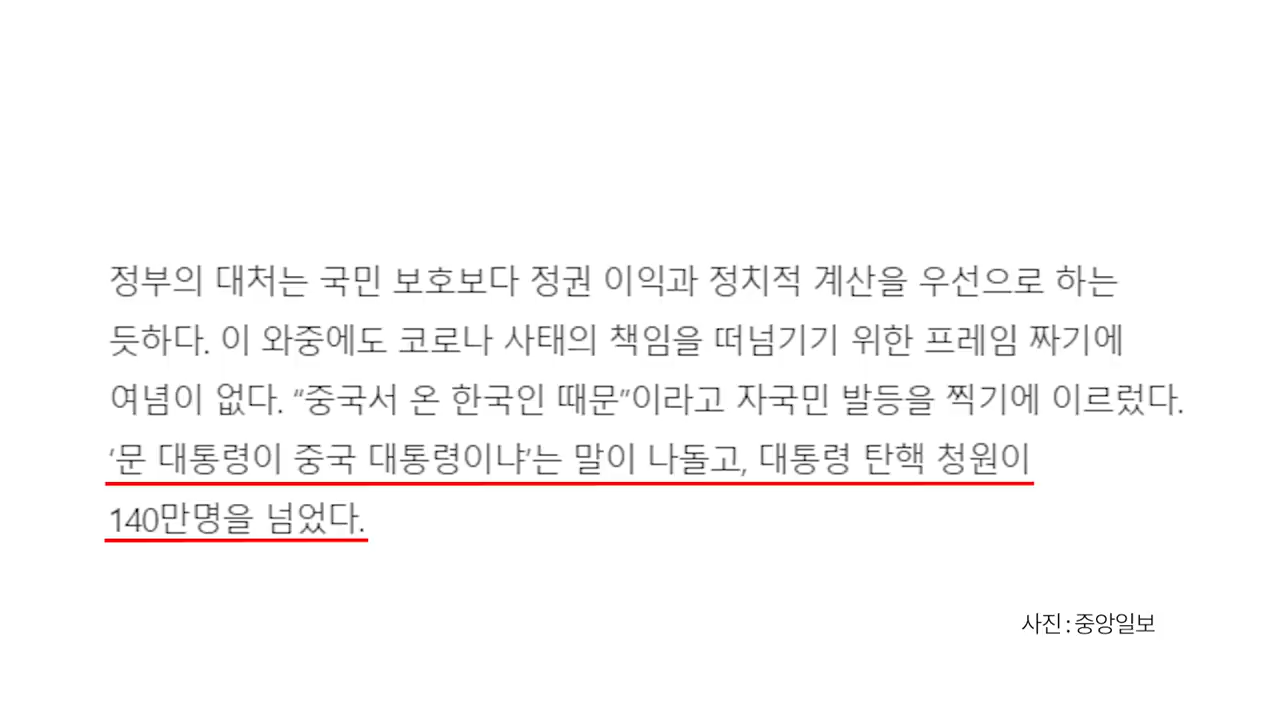 정부의 대처는 국민 보호보다 정권 이익과 정치적 계산을 우선으로 하는
듯하다. 이 와중에도 코로나 사태의 책임을 떠넘기기 위한 프레임 짜기에
여념이 없다. “중국서 온 한국인 때문”이라고 자국민 발등을 찍기에 이르렀다.
‘문 대통령이 중국 대통령이냐’는 말이 나돌고, 대통령 탄핵 청원이
140만명을 넘었다.
사진 : 중앙일보